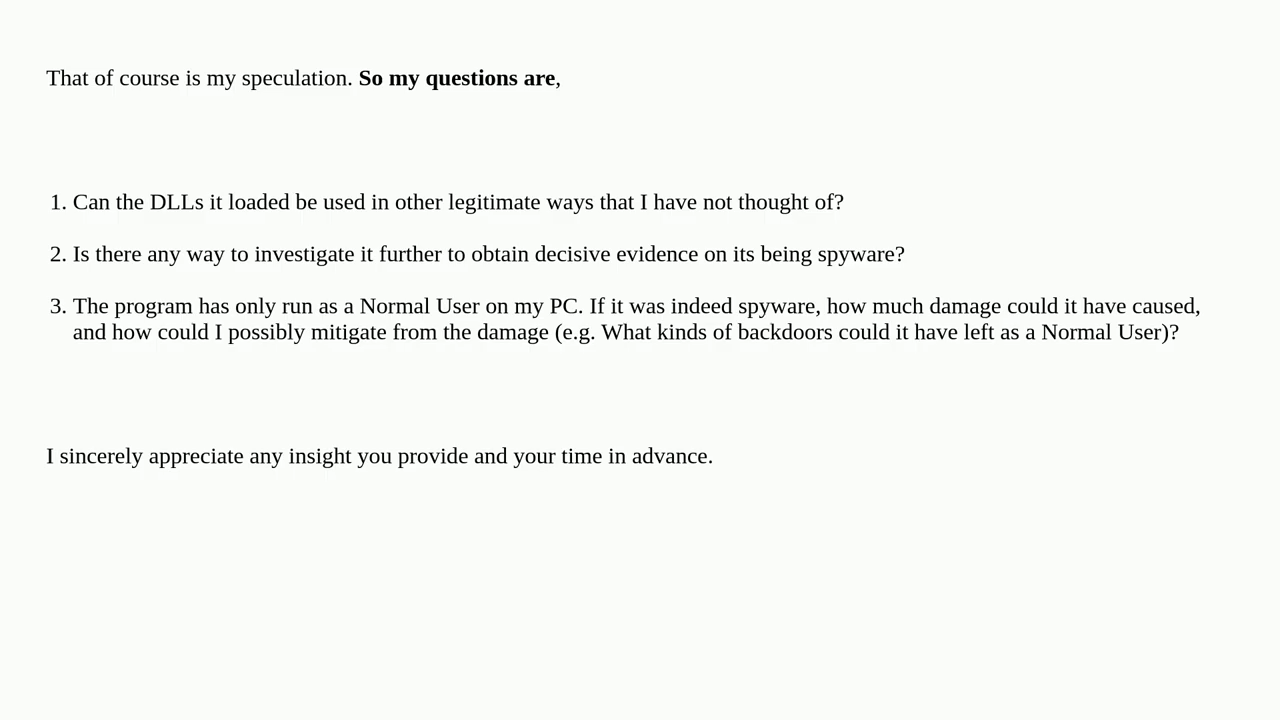 That of course is my speculation. So my questions are,
1. Can the DLLs it loaded be used in other legitimate ways that I have not thought of?
2. Is there any way to investigate it further to obtain decisive evidence on its being spyware?
3. The program has only run as a Normal User on my PC. If it was indeed spyware, how much damage could it have caused,
and how could I possibly mitigate from the damage (e.g. What kinds of backdoors could it have left as a Normal User)?
I sincerely appreciate any insight you provide and your time in advance.